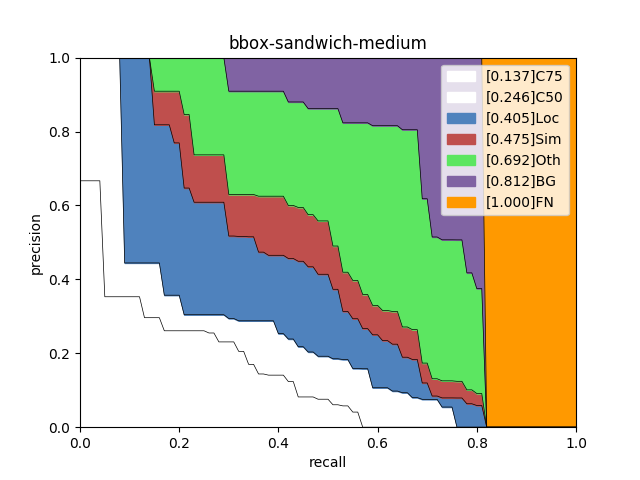 bbox-sandwich-medium
1.0
0.8
0.6
0.4
0.2
0.0
precision
[0.137]C75
[0.246]C50
[0.405]Loc
[0.475]Sim
[0.692]Oth
[0.812]BG
[1.000]FN
0.0 0.2 0.4 0.6 0.8 1.0
recall